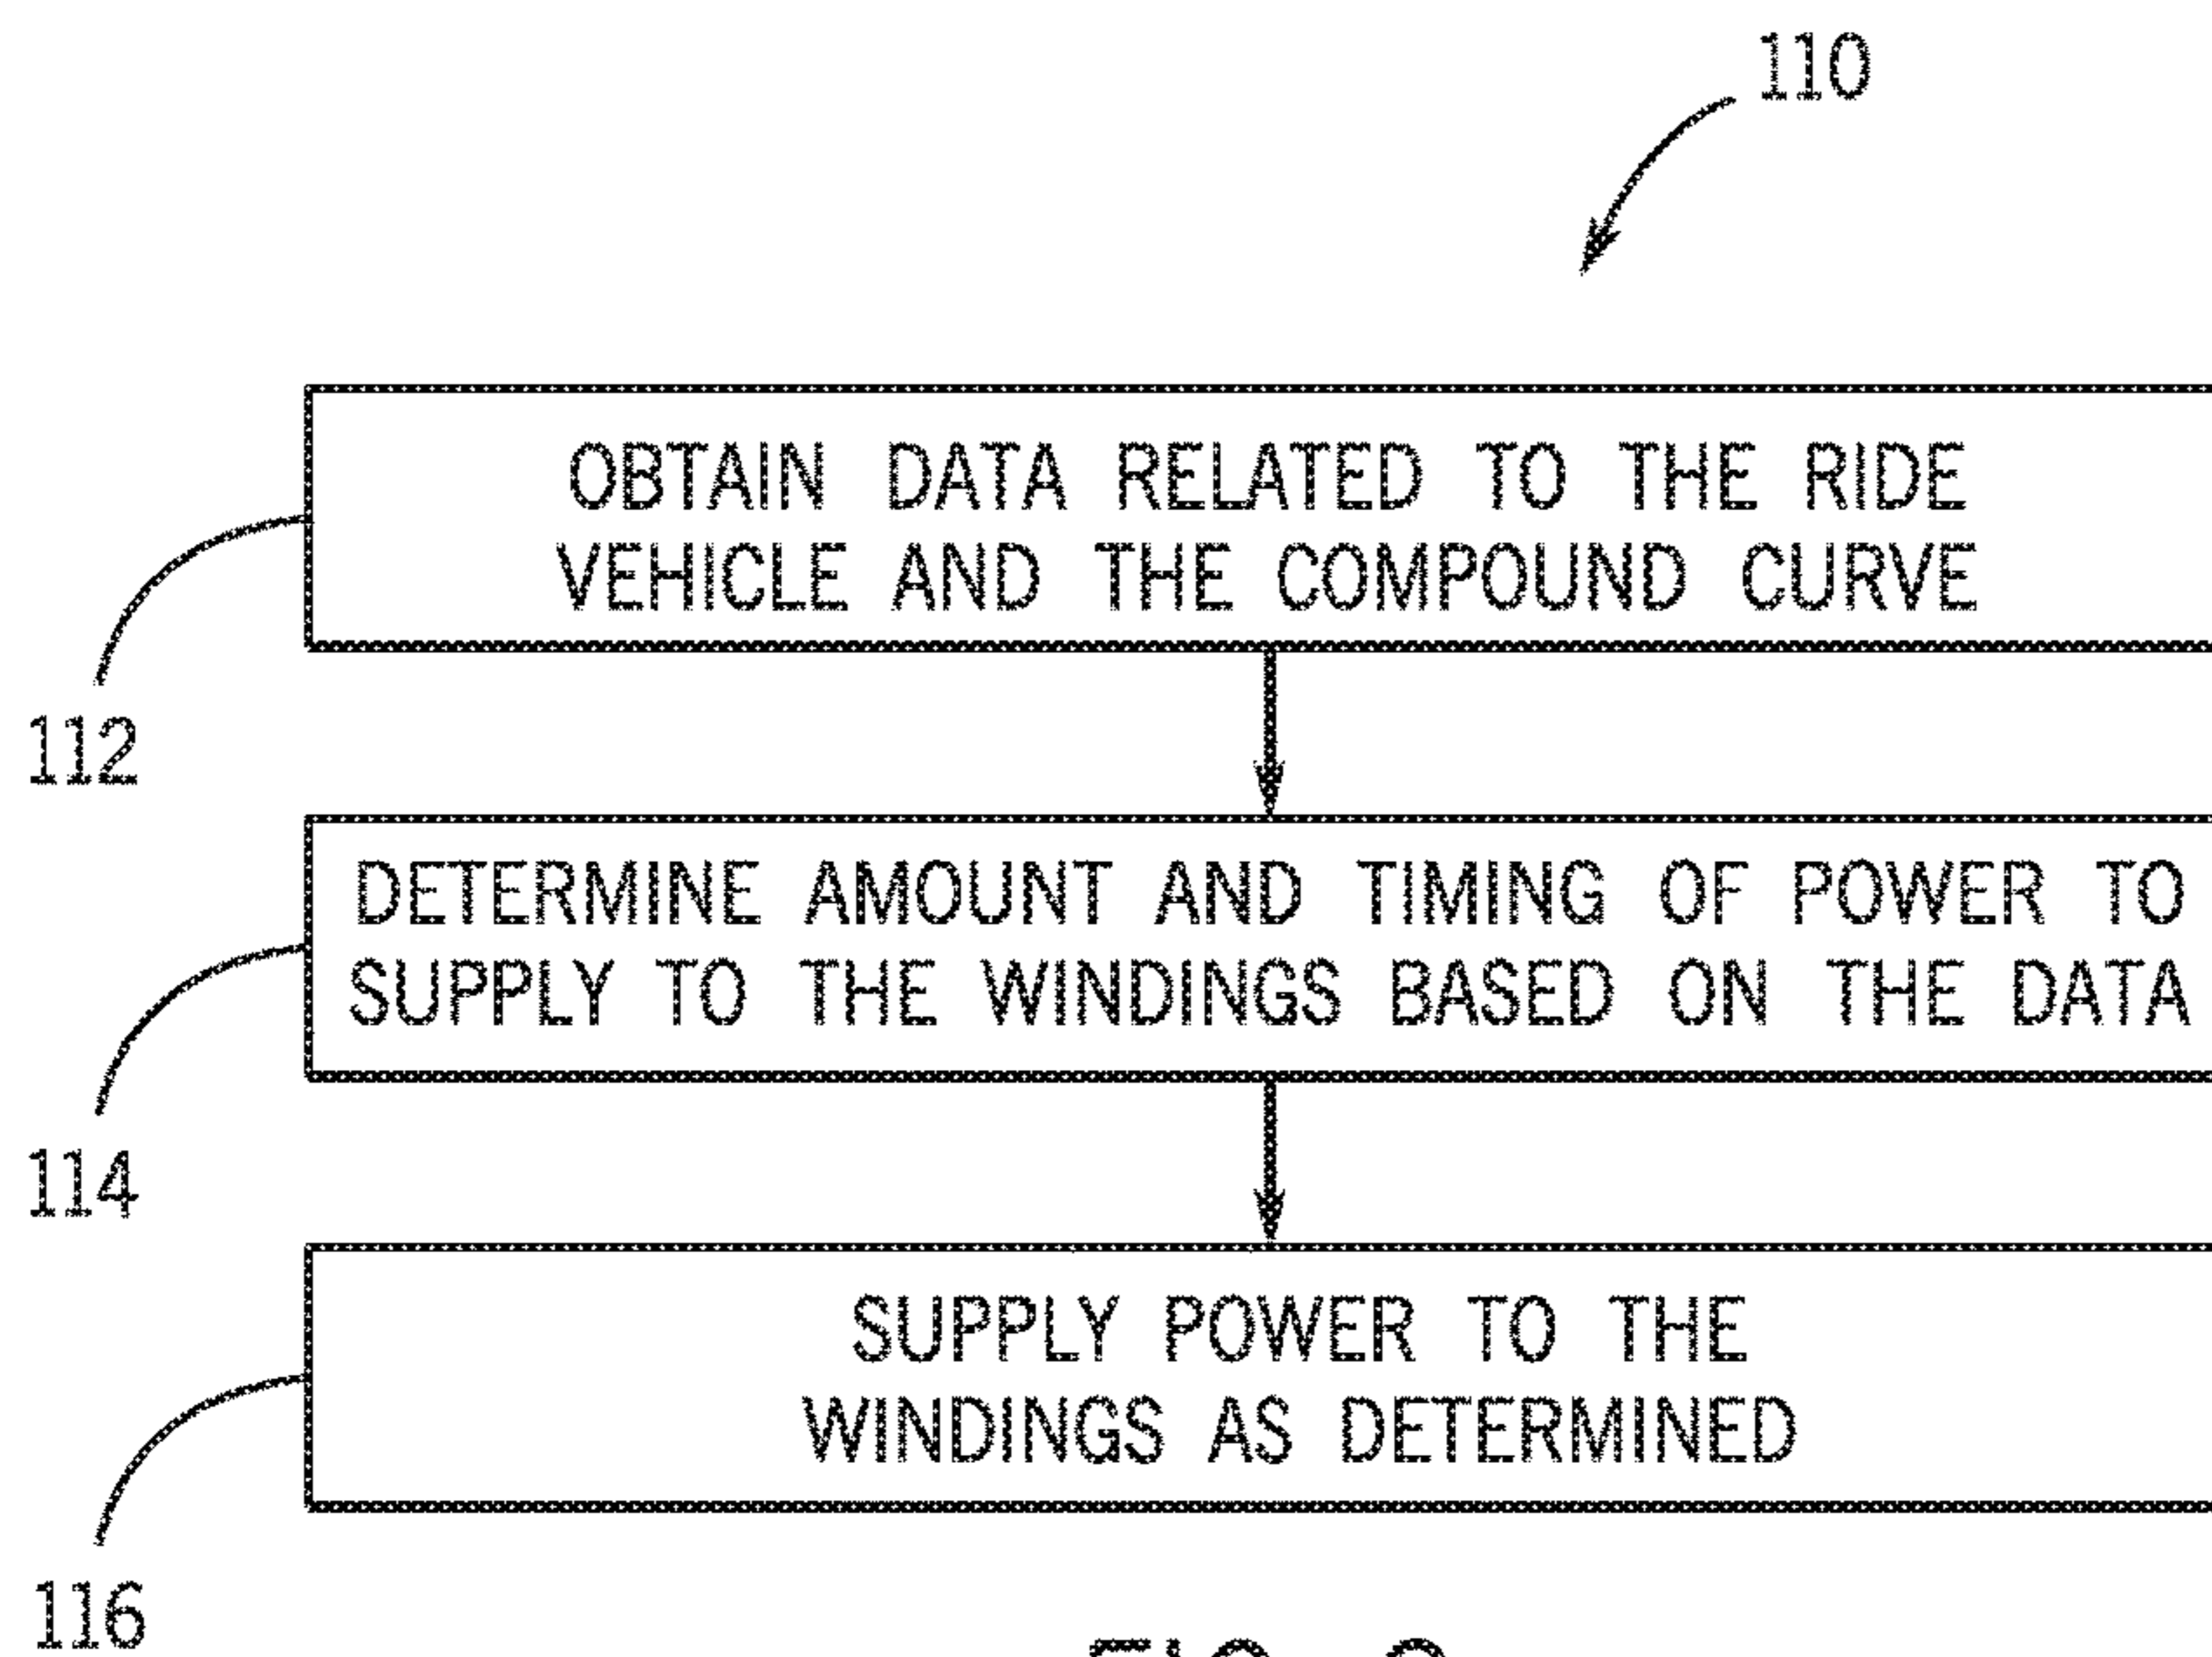 110
OBTAIN DATA RELATED TO THE RIDE
VEHICLE AND THE COMPOUND CURVE
112
DETERMINE AMOUNT AND TIMING OF POWER TO
SUPPLY TO THE WINDINGS BASED ON THE DATA
114
SUPPLY POWER TO THE
WINDINGS AS DETERMINED
116